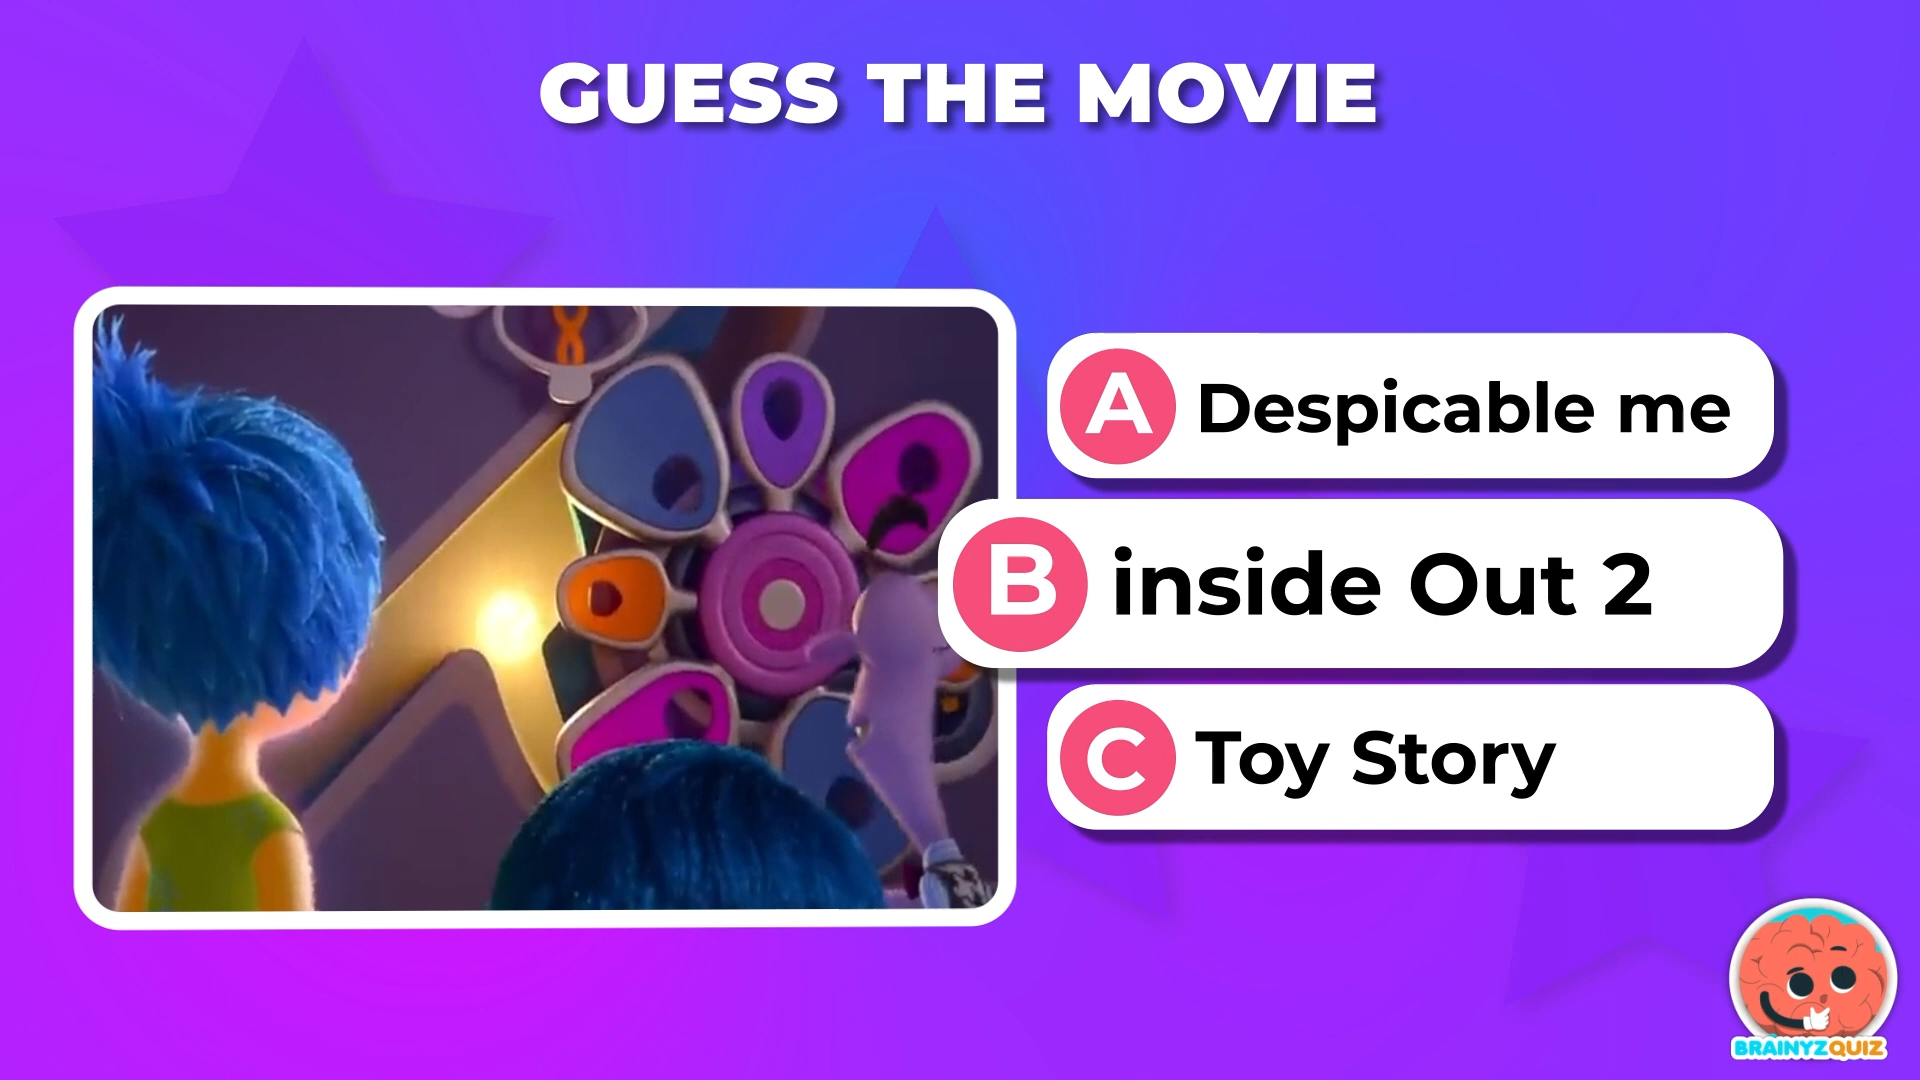 GUESS THE MOVIE
A Despicable me
B inside Out 2
C Toy Story
BRAINYZQUIZ